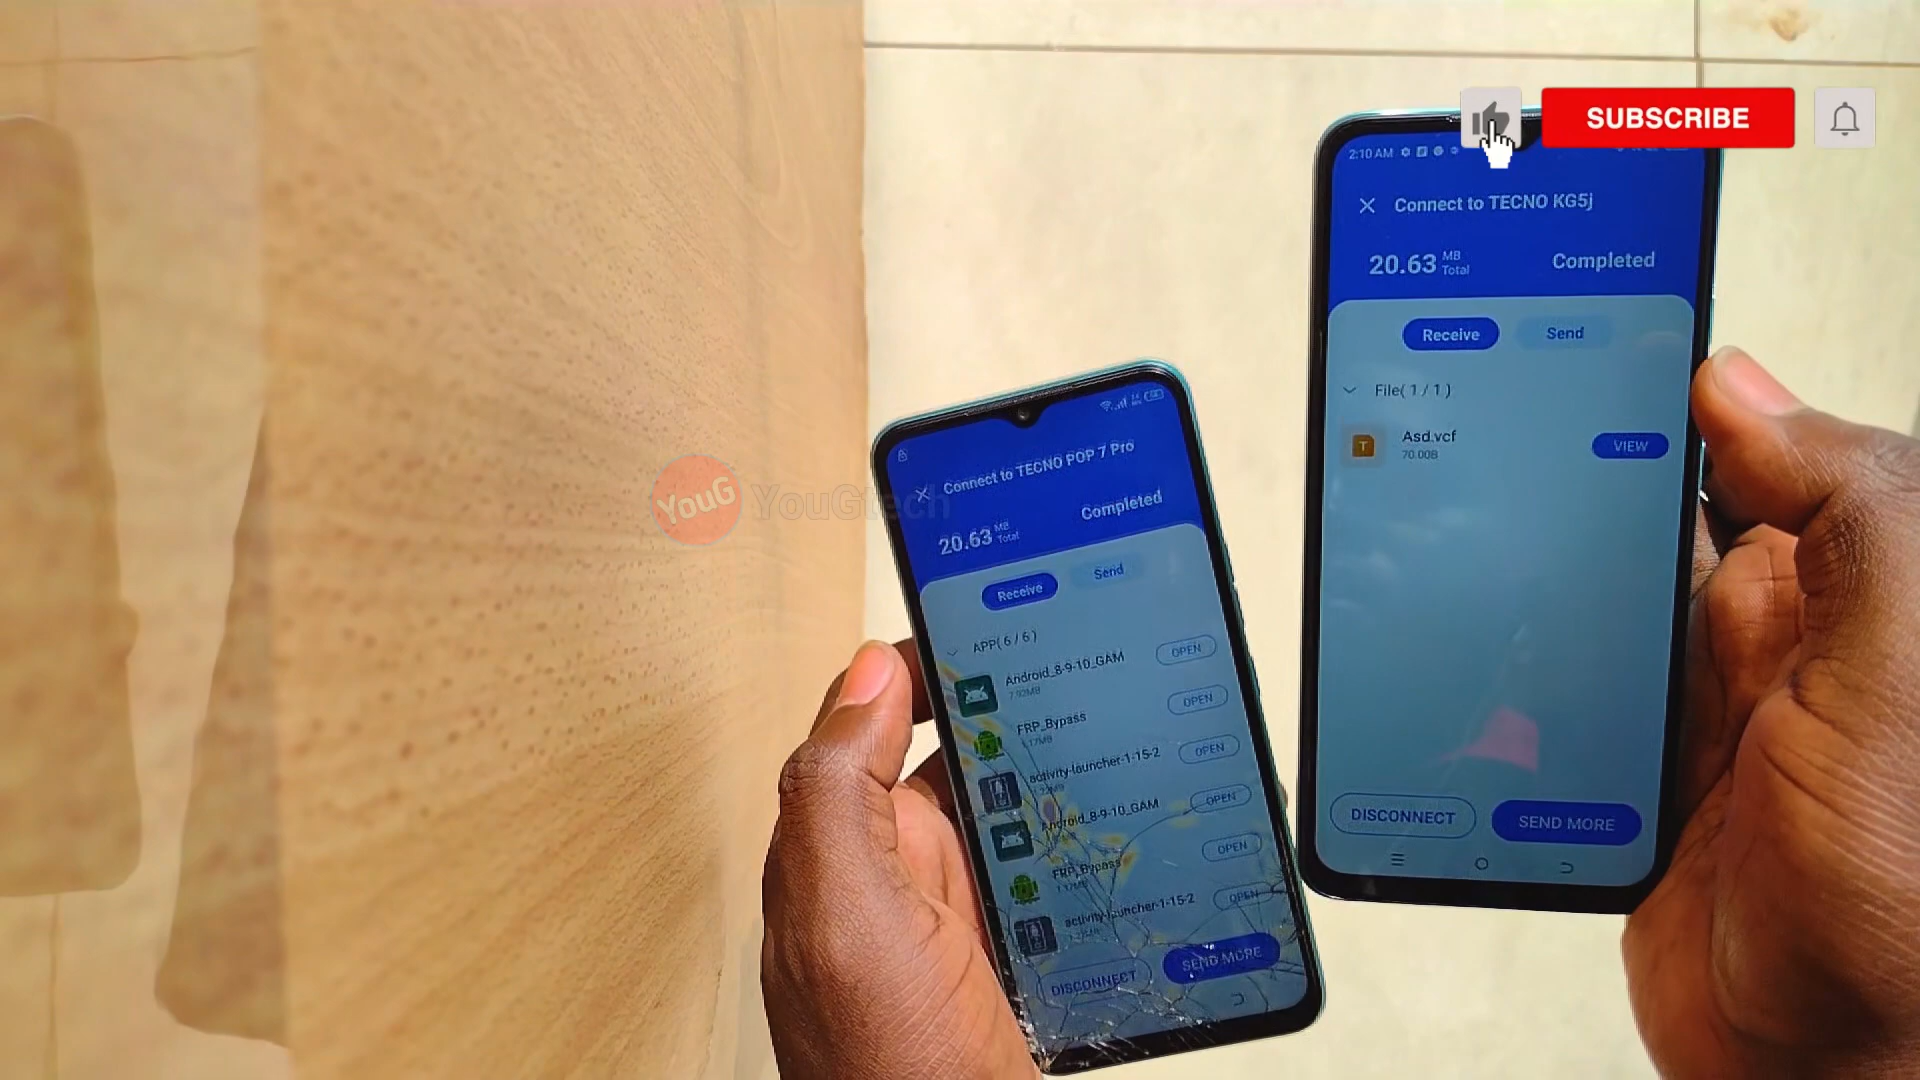 SUBSCRIBE
2:10 AM
Connect to TECNO KG5j
20.63 MB Total
Completed
Receive
Send
File( 1 / 1 )
Asd.vcf
70.00B
VIEW
DISCONNECT
SEND MORE
YouG YouGtech
Connect to TECNO POP 7 Pro
20.63 MB Total
Completed
Receive
Send
APP( 6 / 6 )
Android_8-9-10_GAM
7.92MB
OPEN
FRP_Bypass
OPEN
activity-launcher-1-15-2
OPEN
Android_8-9-10_GAM
OPEN
FRP_Bypass
OPEN
activity-launcher-1-15-2
OPEN
DISCONNECT
SEND MORE